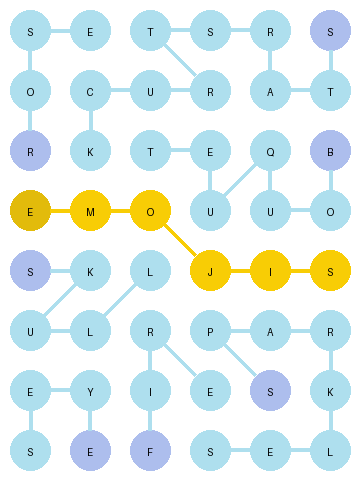 S E T S R S
O C U R A T
R K T E Q B
E M O U U O
S K L J I S
U L R P A R
E Y I E S K
S E F S E L